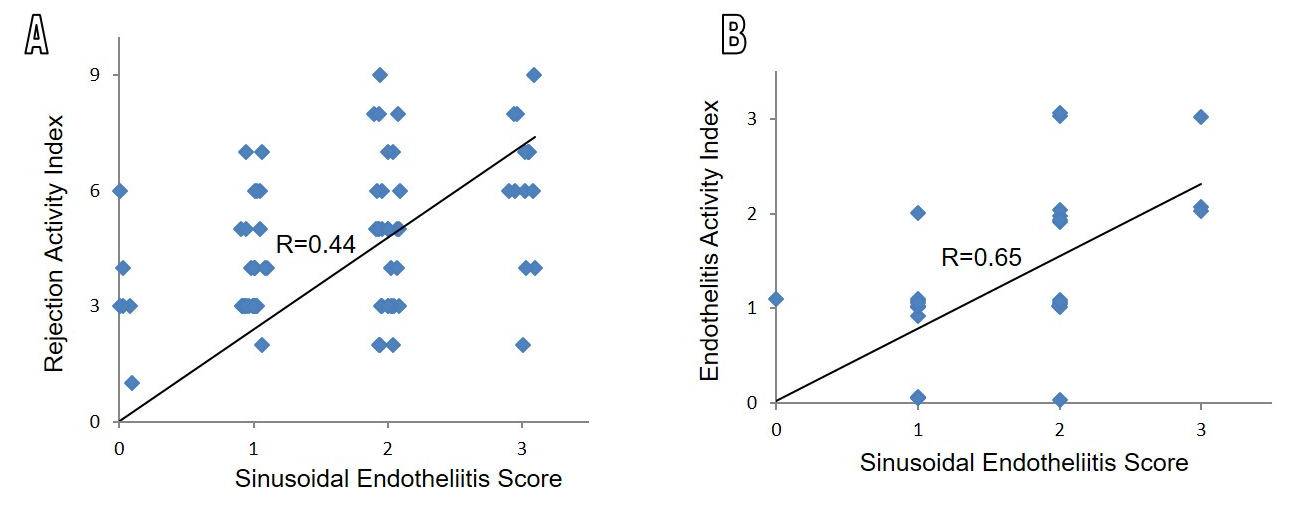 A
Rejection Activity Index
9
6
3
0
R=0.44
0 1 2 3
Sinusoidal Endotheliitis Score
B
Endothelitis Activity Index
3
2
1
0
R=0.65
0 1 2 3
Sinusoidal Endotheliitis Score